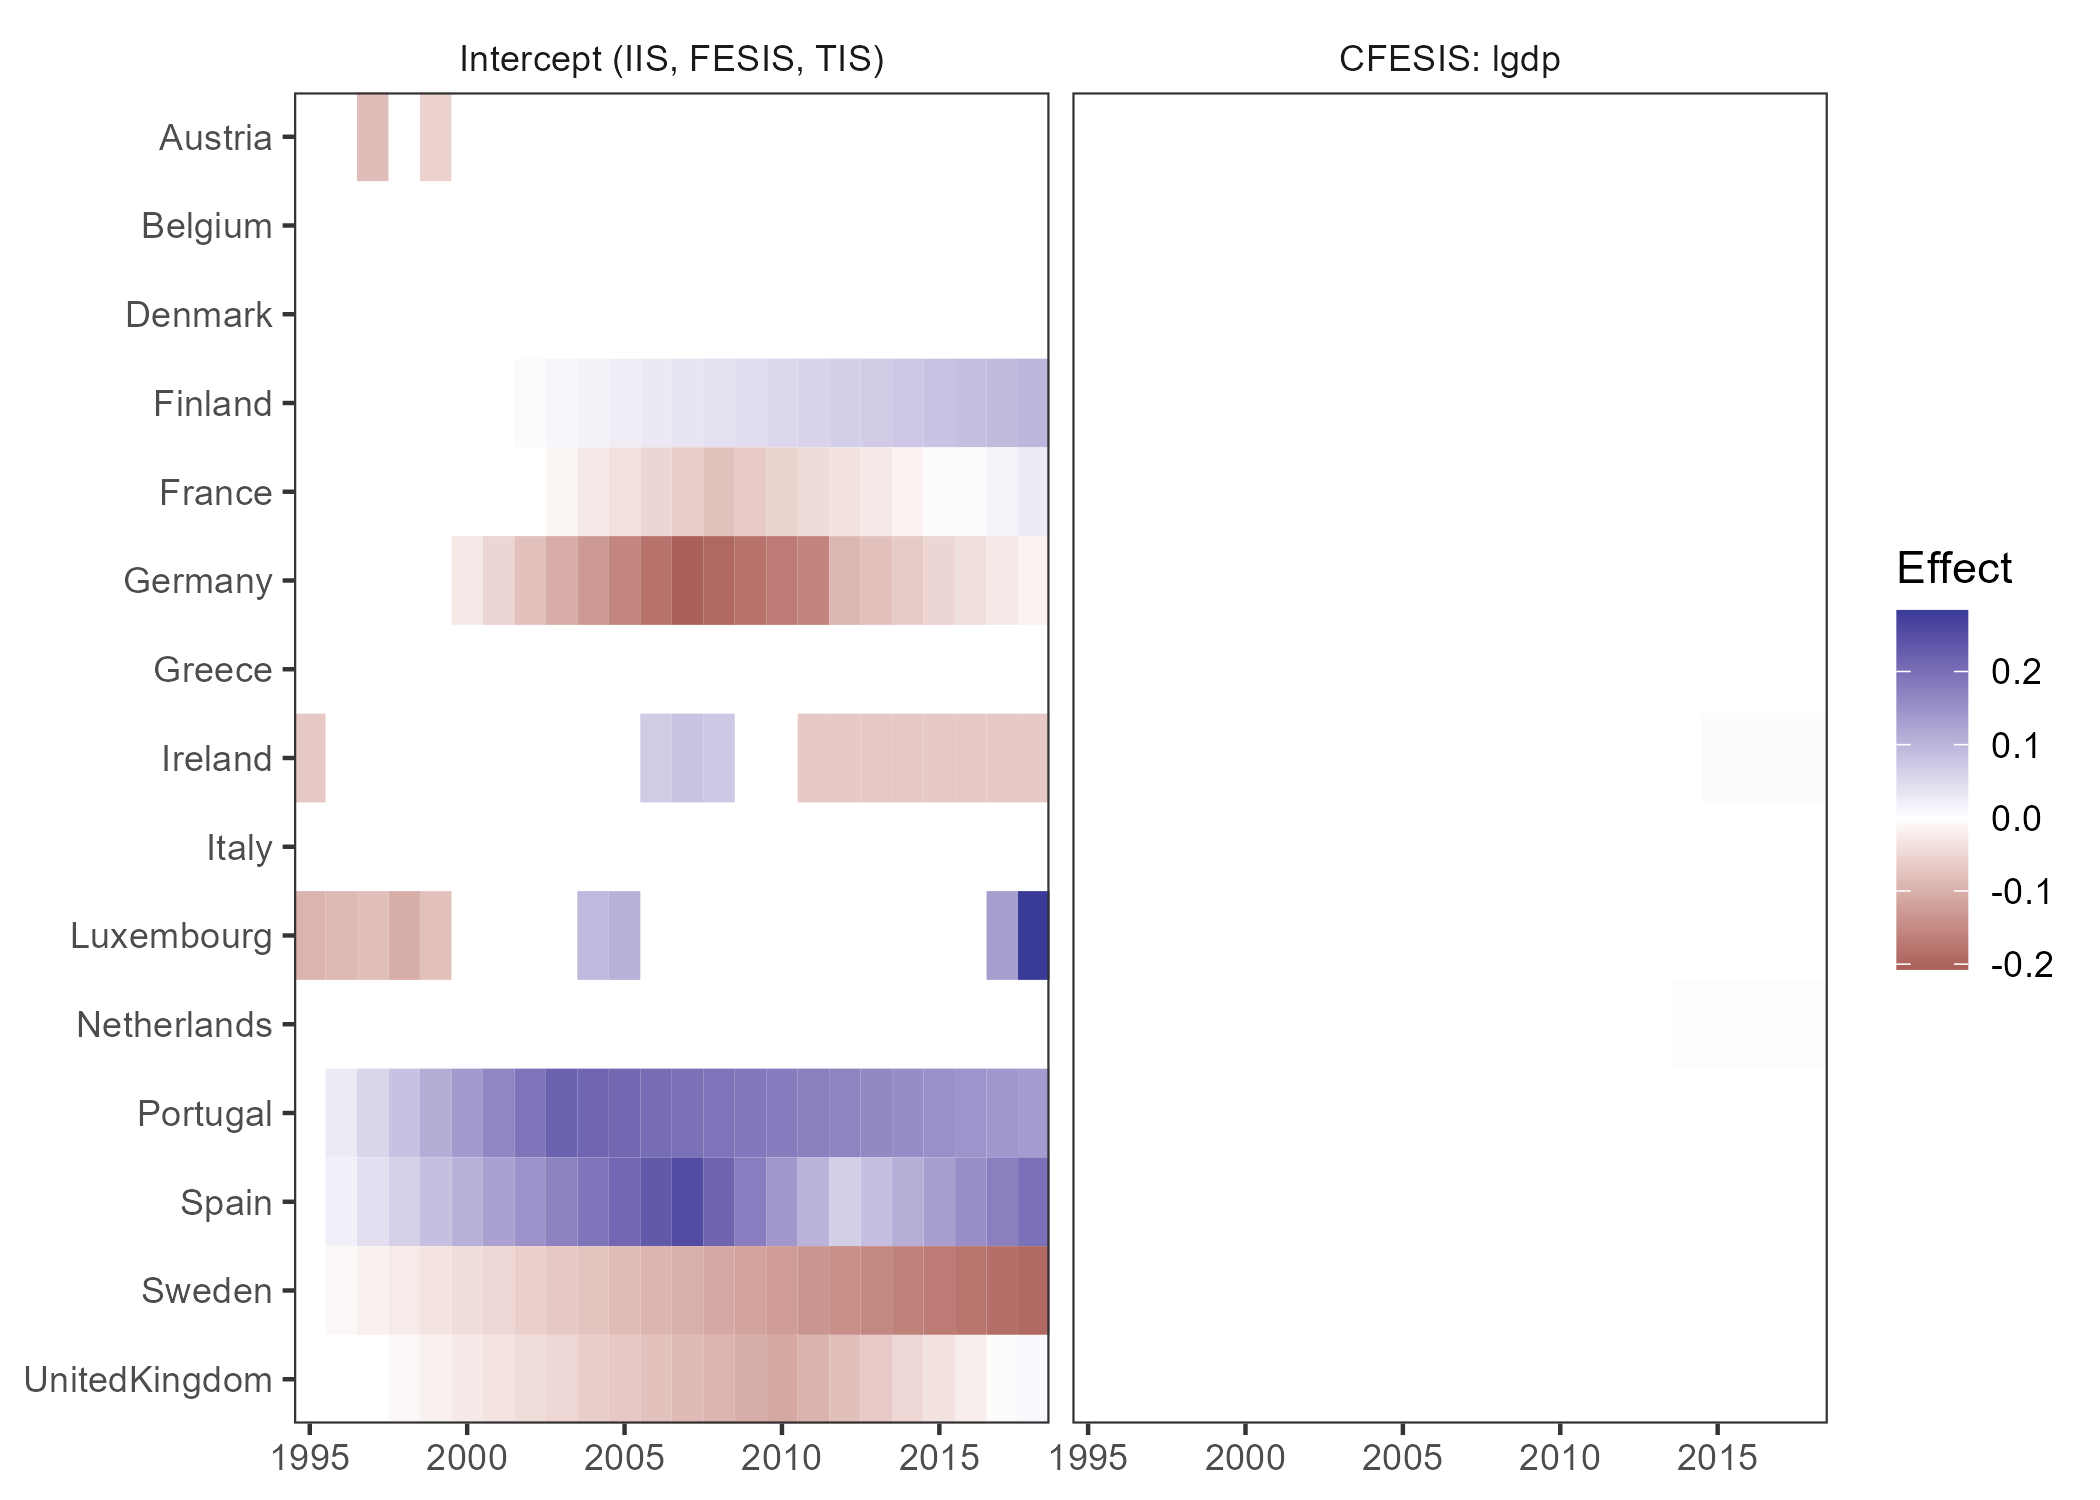 Intercept (IIS, FESIS, TIS)
CFESIS: lgdp
Austria
Belgium
Denmark
Finland
France
Germany
Greece
Ireland
Italy
Luxembourg
Netherlands
Portugal
Spain
Sweden
UnitedKingdom
1995 2000 2005 2010 2015
1995 2000 2005 2010 2015
Effect
0.2
0.1
0.0
-0.1
-0.2